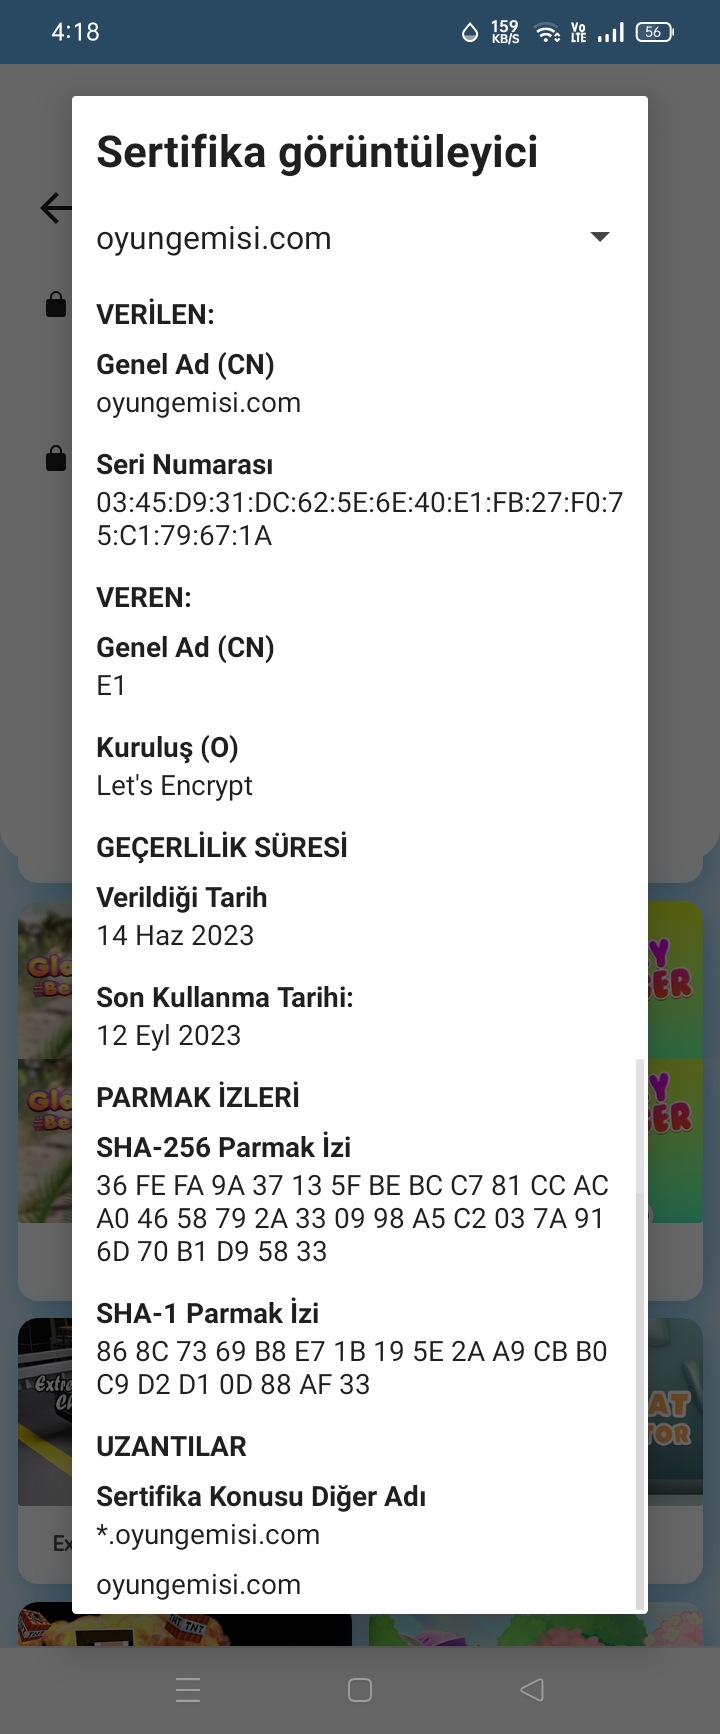 4:18
159
KB/S
Vo
LTE
56
Sertifika görüntüleyici
oyungemisi.com
VERİLEN:
Genel Ad (CN)
oyungemisi.com
Seri Numarası
03:45:D9:31:DC:62:5E:6E:40:E1:FB:27:F0:7
5:C1:79:67:1A
VEREN:
Genel Ad (CN)
E1
Kuruluş (O)
Let's Encrypt
GEÇERLİLİK SÜRESİ
Verildiği Tarih
14 Haz 2023
Son Kullanma Tarihi:
12 Eyl 2023
PARMAK İZLERİ
SHA-256 Parmak İzi
36 FE FA 9A 37 13 5F BE BC C7 81 CC AC
A0 46 58 79 2A 33 09 98 A5 C2 03 7A 91
6D 70 B1 D9 58 33
SHA-1 Parmak İzi
86 8C 73 69 B8 E7 1B 19 5E 2A A9 CB B0
C9 D2 D1 0D 88 AF 33
UZANTILAR
Sertifika Konusu Diğer Adı
*.oyungemisi.com
oyungemisi.com
TNT
TNT